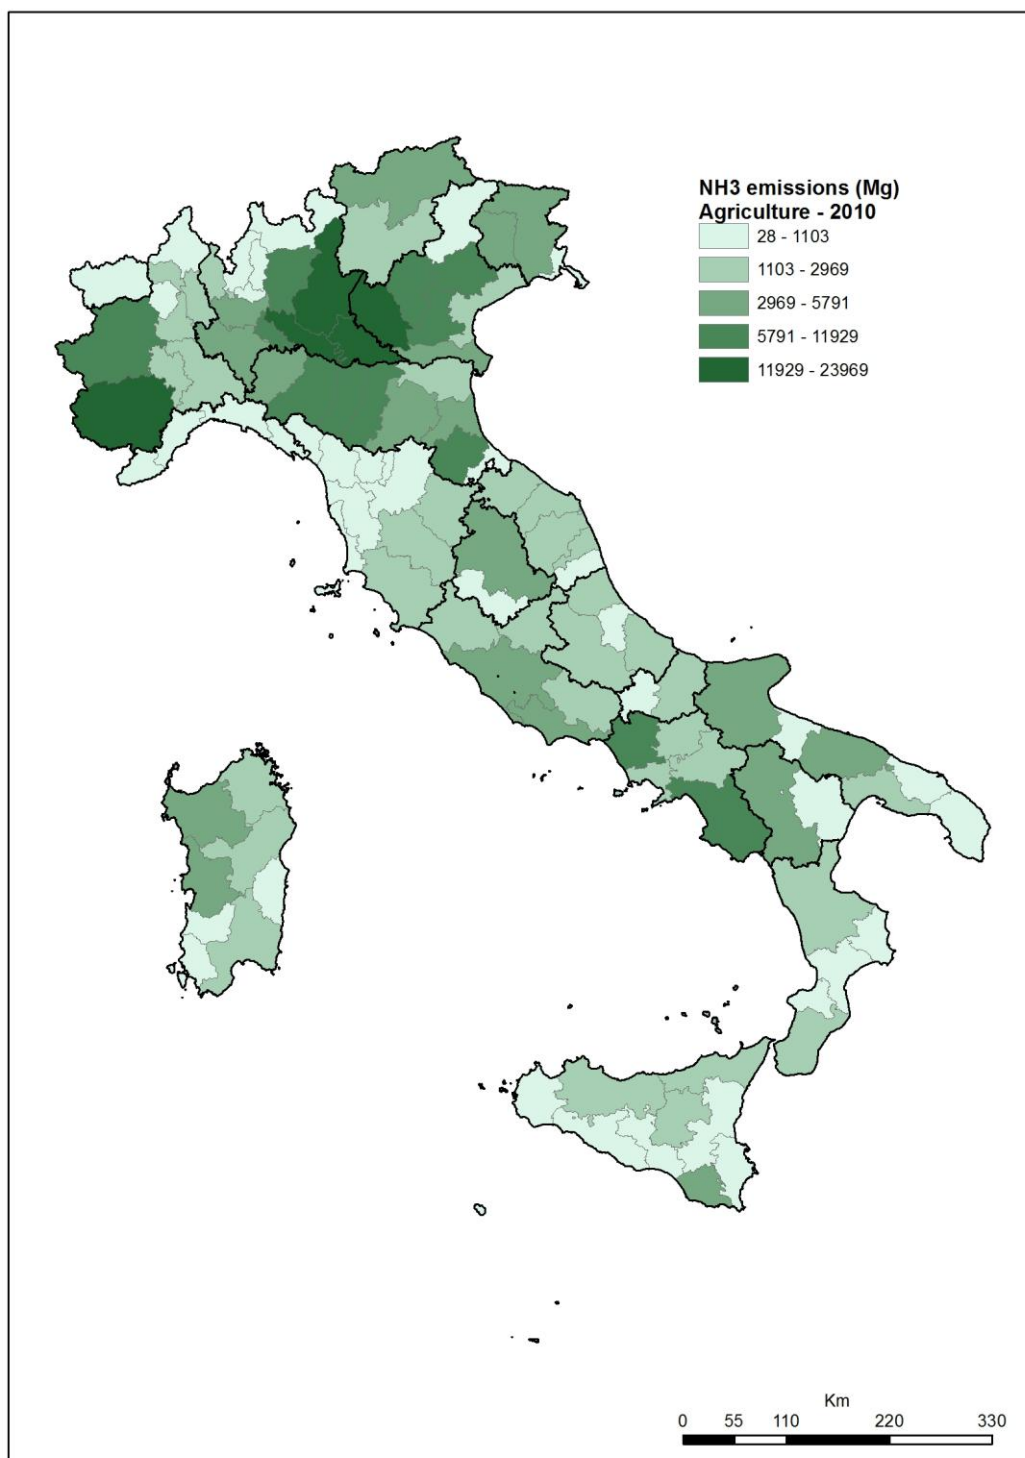 NH3 emissions (Mg)
Agriculture - 2010
28 - 1103
1103 - 2969
2969 - 5791
5791 - 11929
11929 - 23969
Km
0 55 110 220 330